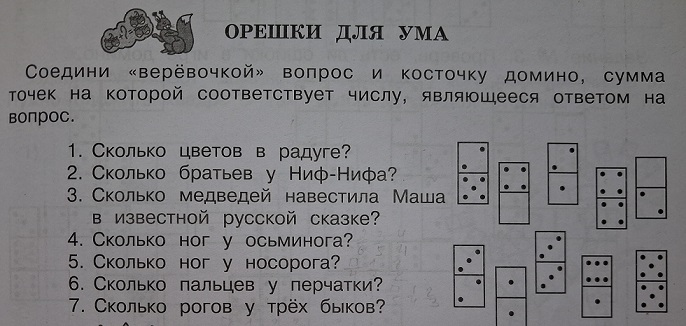 ОРЕШКИ ДЛЯ УМА
Соедини «верёвочкой» вопрос и косточку домино, сумма
точек на которой соответствует числу, являющееся ответом на
вопрос.
1. Сколько цветов в радуге?
2. Сколько братьев у Ниф-Нифа?
3. Сколько медведей навестила Маша
в известной русской сказке?
4. Сколько ног у осьминога?
5. Сколько ног у носорога?
6. Сколько пальцев у перчатки?
7. Сколько рогов у трёх быков?